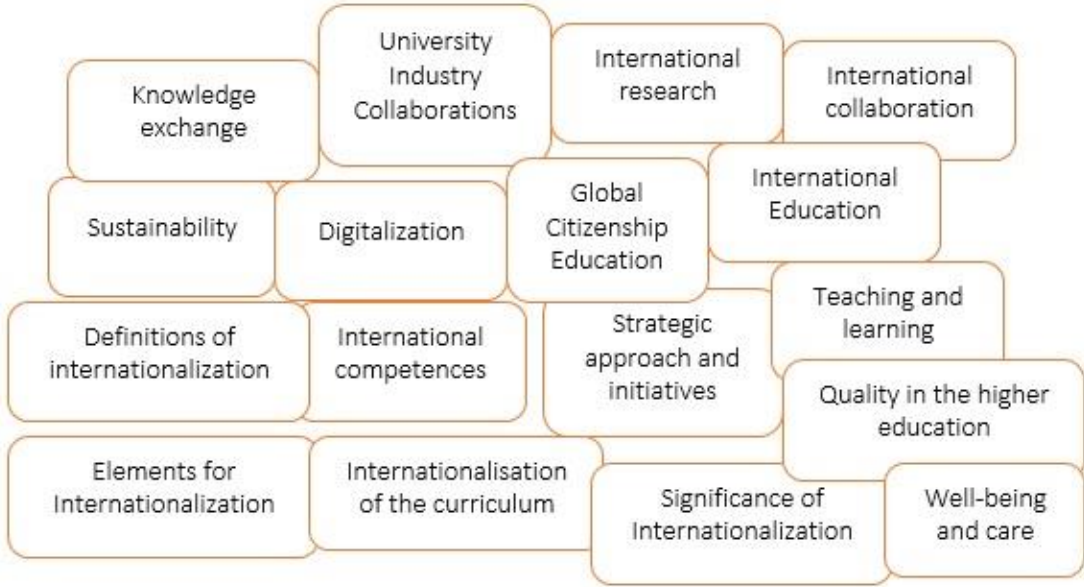 Knowledge
exchange
University
Industry
Collaborations
International
research
International
collaboration
Sustainability
Digitalization
Global
Citizenship
Education
International
Education
Definitions of
internationalization
International
competences
Strategic
approach and
initiatives
Teaching and
learning
Quality in the higher
education
Elements for
Internationalization
Internationalisation
of the curriculum
Significance of
Internationalization
Well-being
and care